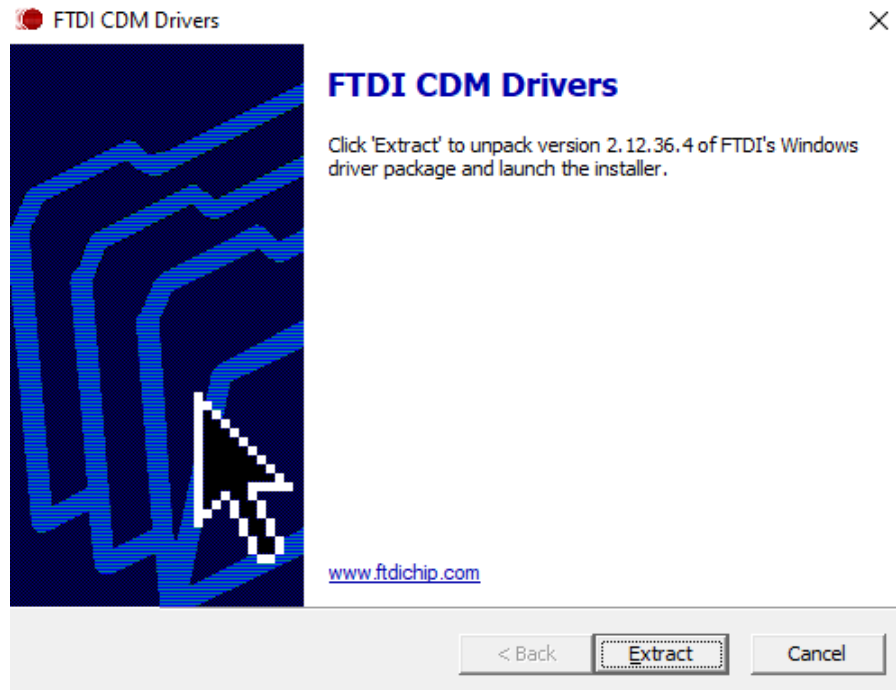 FTDI CDM Drivers
FTDI CDM Drivers
Click 'Extract' to unpack version 2.12.36.4 of FTDI's Windows
driver package and launch the installer.
www.ftdichip.com
< Back
Extract
Cancel